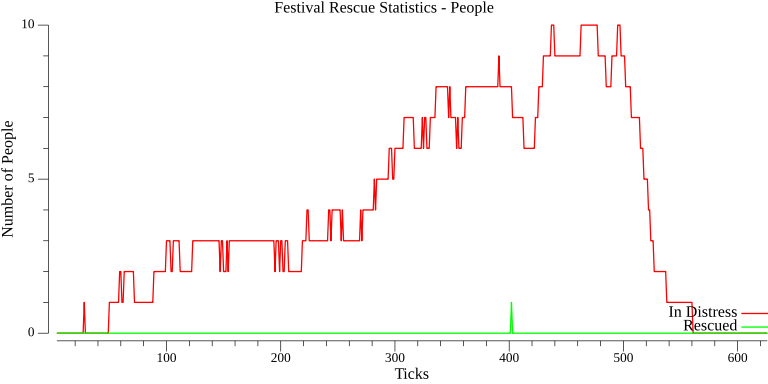 Festival Rescue Statistics - People
10
5
0
Number of People
In Distress
Rescued
100 200 300 400 500 600
Ticks